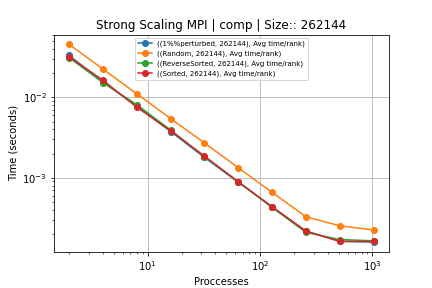 Strong Scaling MPI | comp | Size:: 262144
((1%%perturbed, 262144), Avg time/rank)
((Random, 262144), Avg time/rank)
((ReverseSorted, 262144), Avg time/rank)
((Sorted, 262144), Avg time/rank)
Time (seconds)
10⁻²
10⁻³
10¹ 10² 10³
Proccesses